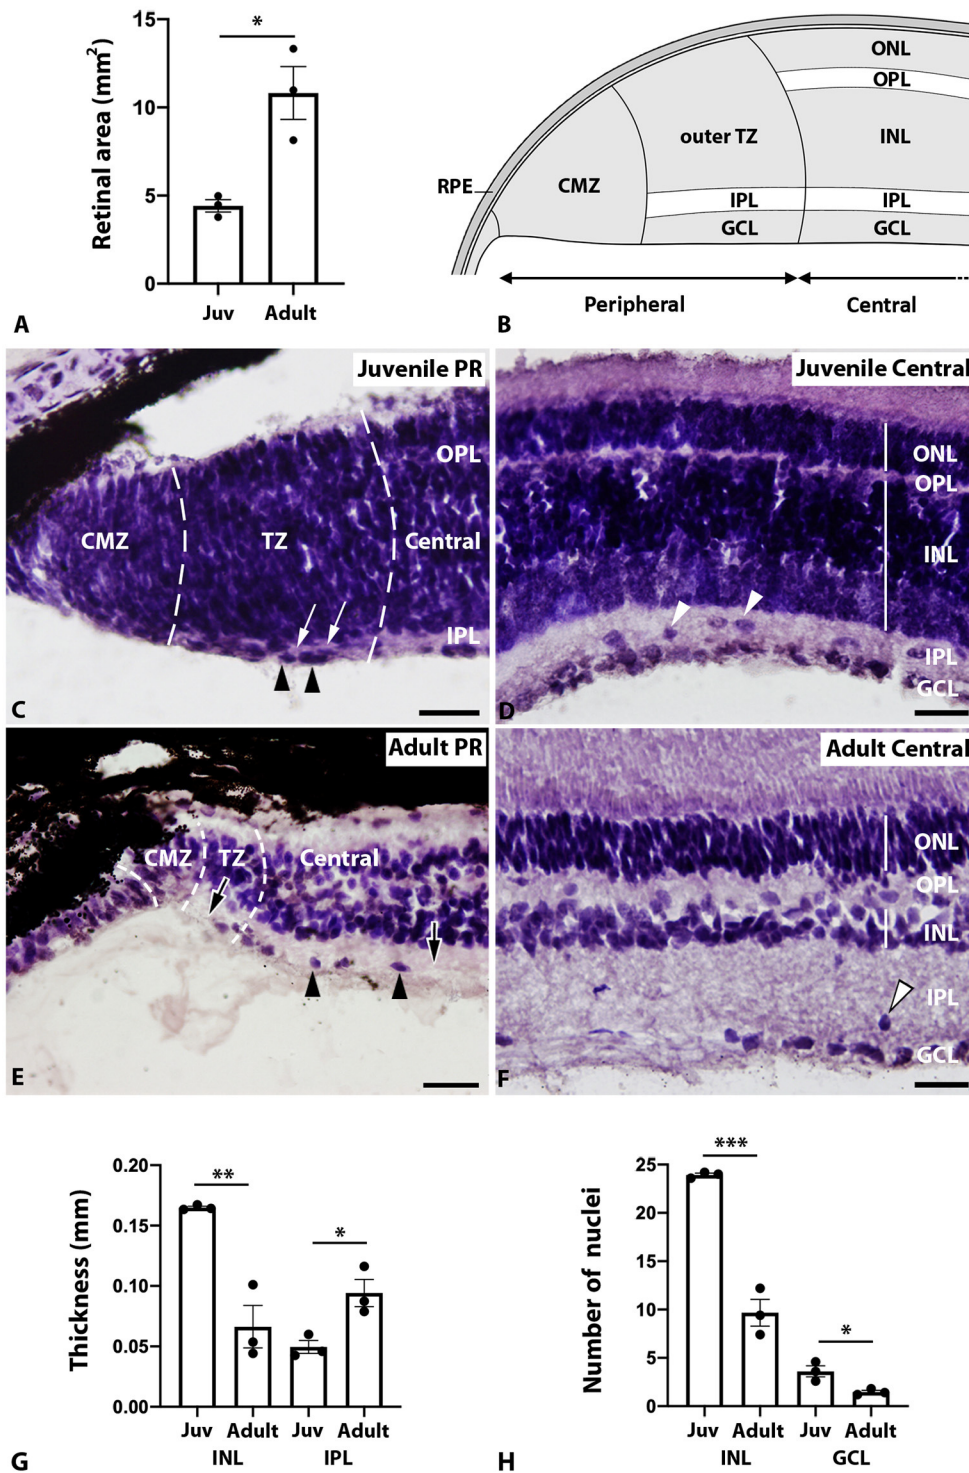 15
10
5
0
Retinal area (mm2)
*
Juv Adult
A
ONL
OPL
outer TZ
INL
RPE
CMZ
IPL
IPL
GCL
GCL
Peripheral
Central
B
Juvenile PR
OPL
CMZ
TZ
Central
IPL
C
Juvenile Central
ONL
OPL
INL
IPL
GCL
D
Adult PR
CMZ
TZ
Central
E
Adult Central
ONL
OPL
INL
IPL
GCL
F
0.20
0.15
0.10
0.05
0.00
Thickness (mm)
**
*
Juv Adult Juv Adult
INL IPL
G
25
20
15
10
5
0
Number of nuclei
***
*
Juv Adult Juv Adult
INL GCL
H